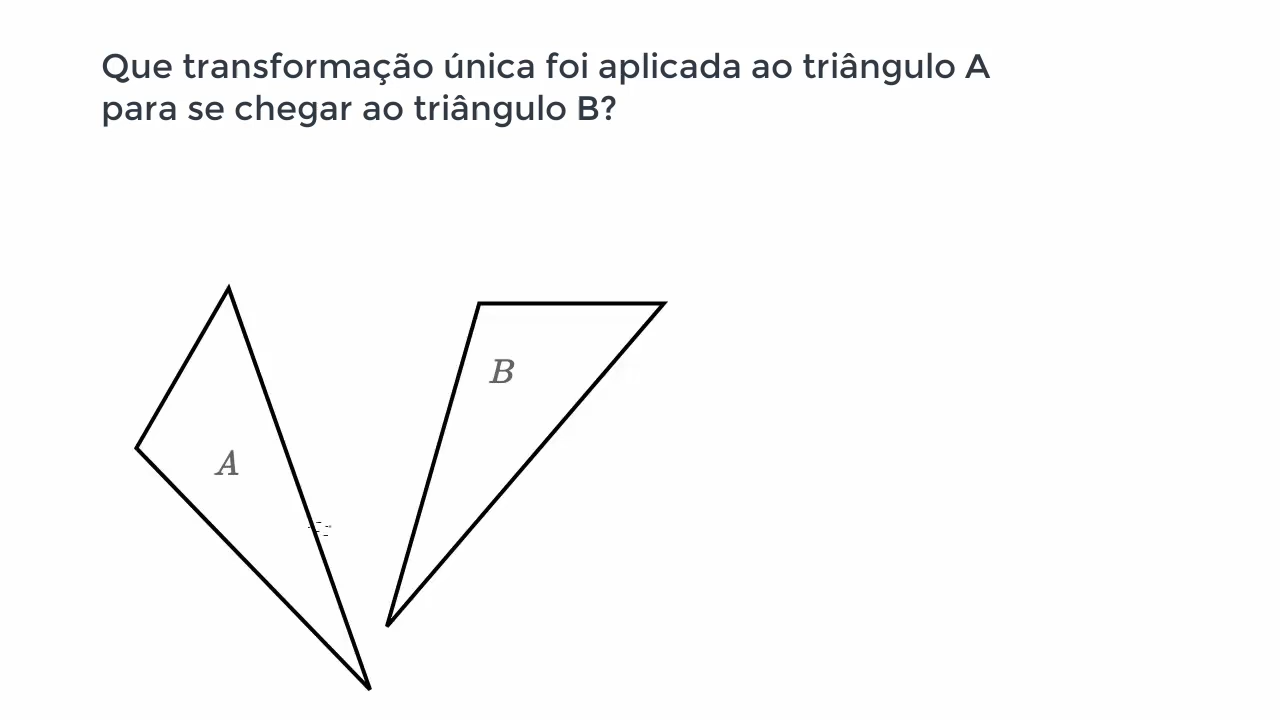 Que transformação única foi aplicada ao triângulo A
para se chegar ao triângulo B?
B
A